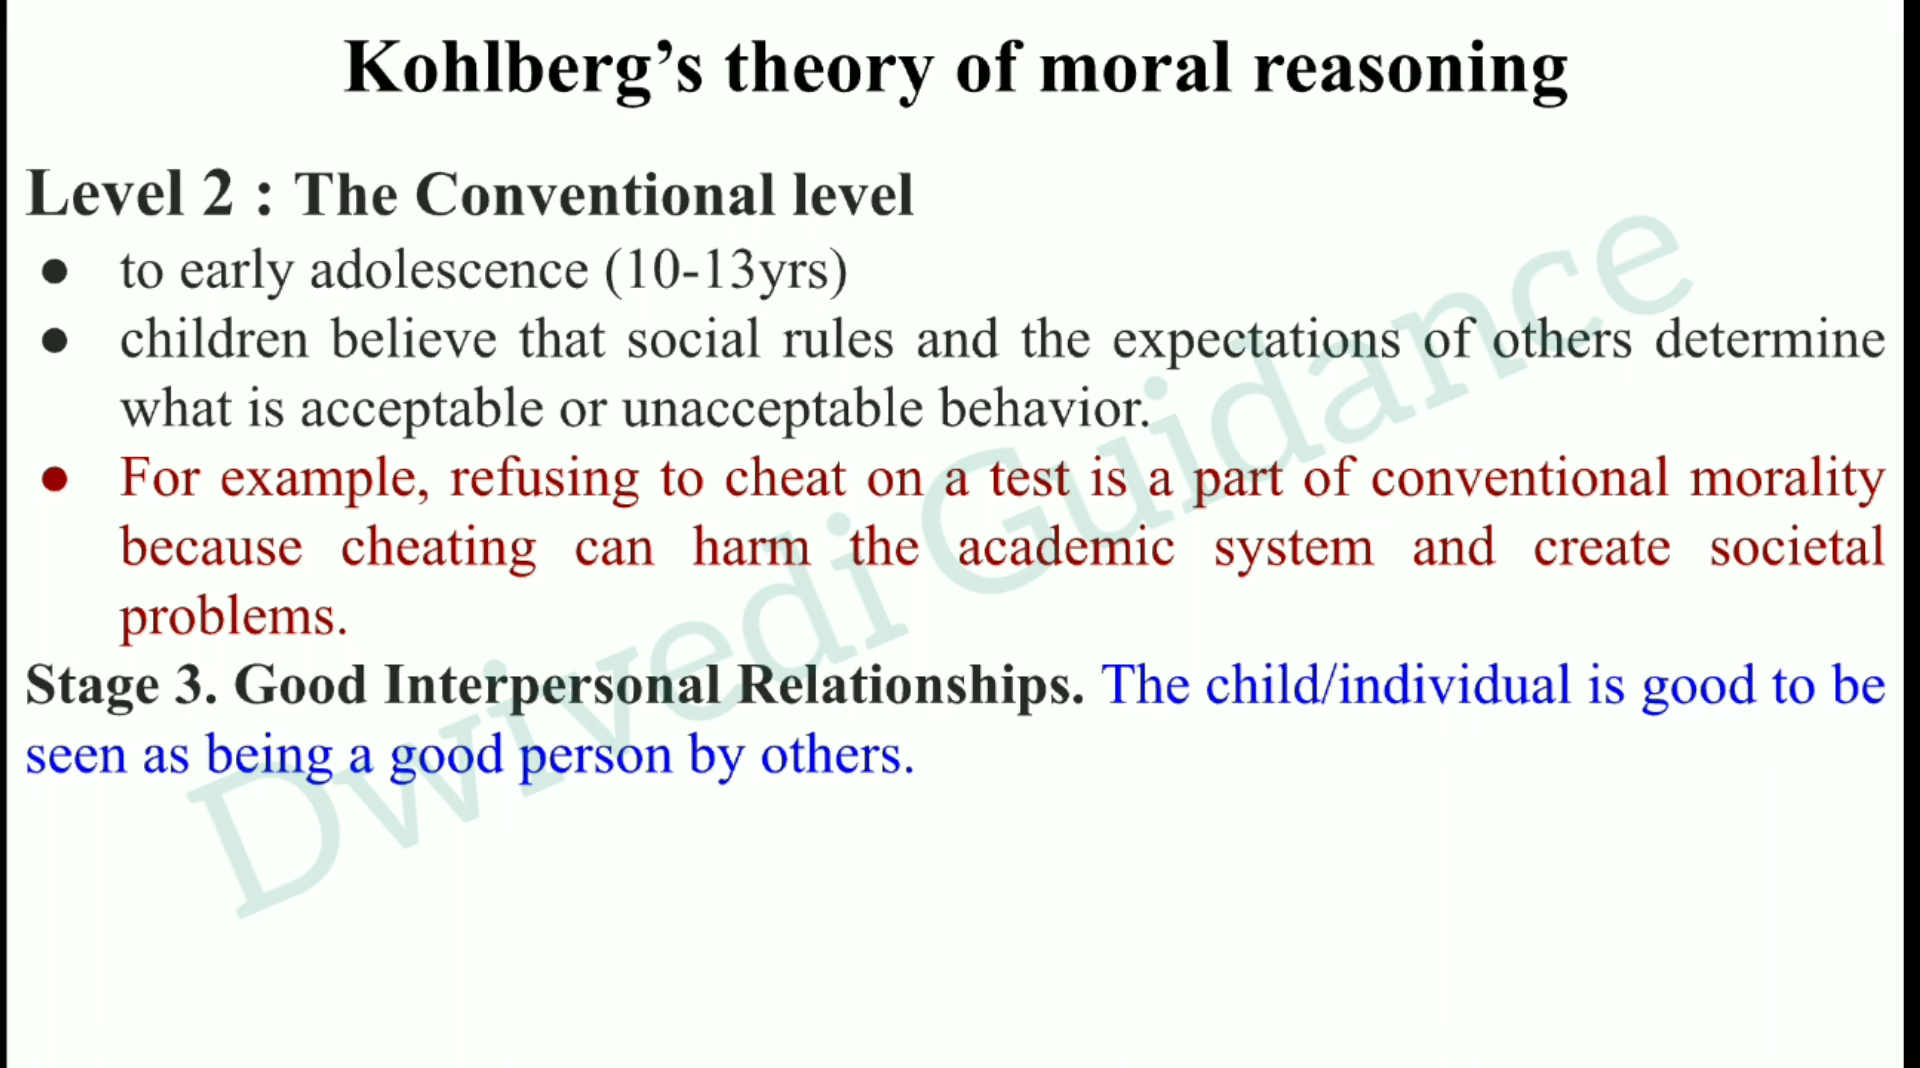 Kohlberg’s theory of moral reasoning
Level 2 : The Conventional level
● to early adolescence (10-13yrs)
● children believe that social rules and the expectations of others determine
what is acceptable or unacceptable behavior.
● For example, refusing to cheat on a test is a part of conventional morality
because cheating can harm the academic system and create societal
problems.
Stage 3. Good Interpersonal Relationships. The child/individual is good to be
seen as being a good person by others.
Dwivedi Guidance